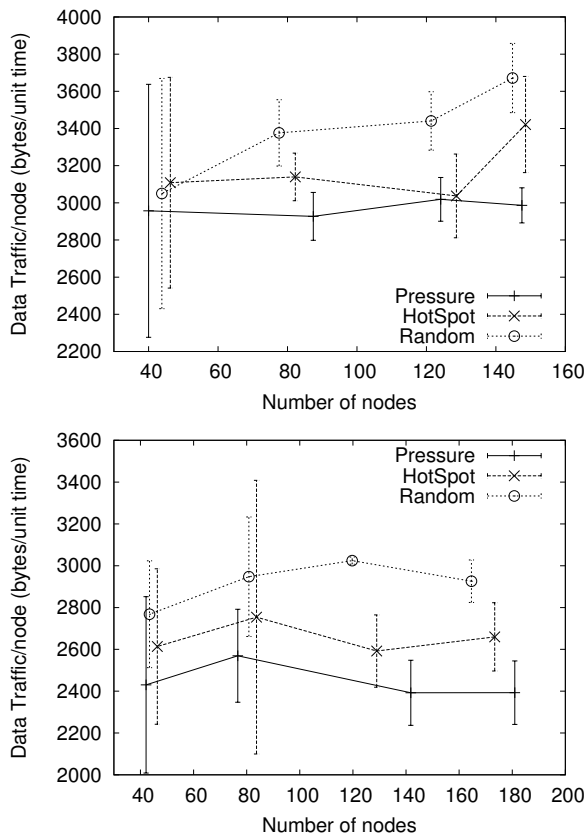 4000
3800
3600
3400
3200
3000
2800
2600
2400
2200
Data Traffic/node (bytes/unit time)
Pressure
HotSpot
Random
40 60 80 100 120 140 160
Number of nodes
3600
3400
3200
3000
2800
2600
2400
2200
2000
Data Traffic/node (bytes/unit time)
Pressure
HotSpot
Random
40 60 80 100 120 140 160 180 200
Number of nodes